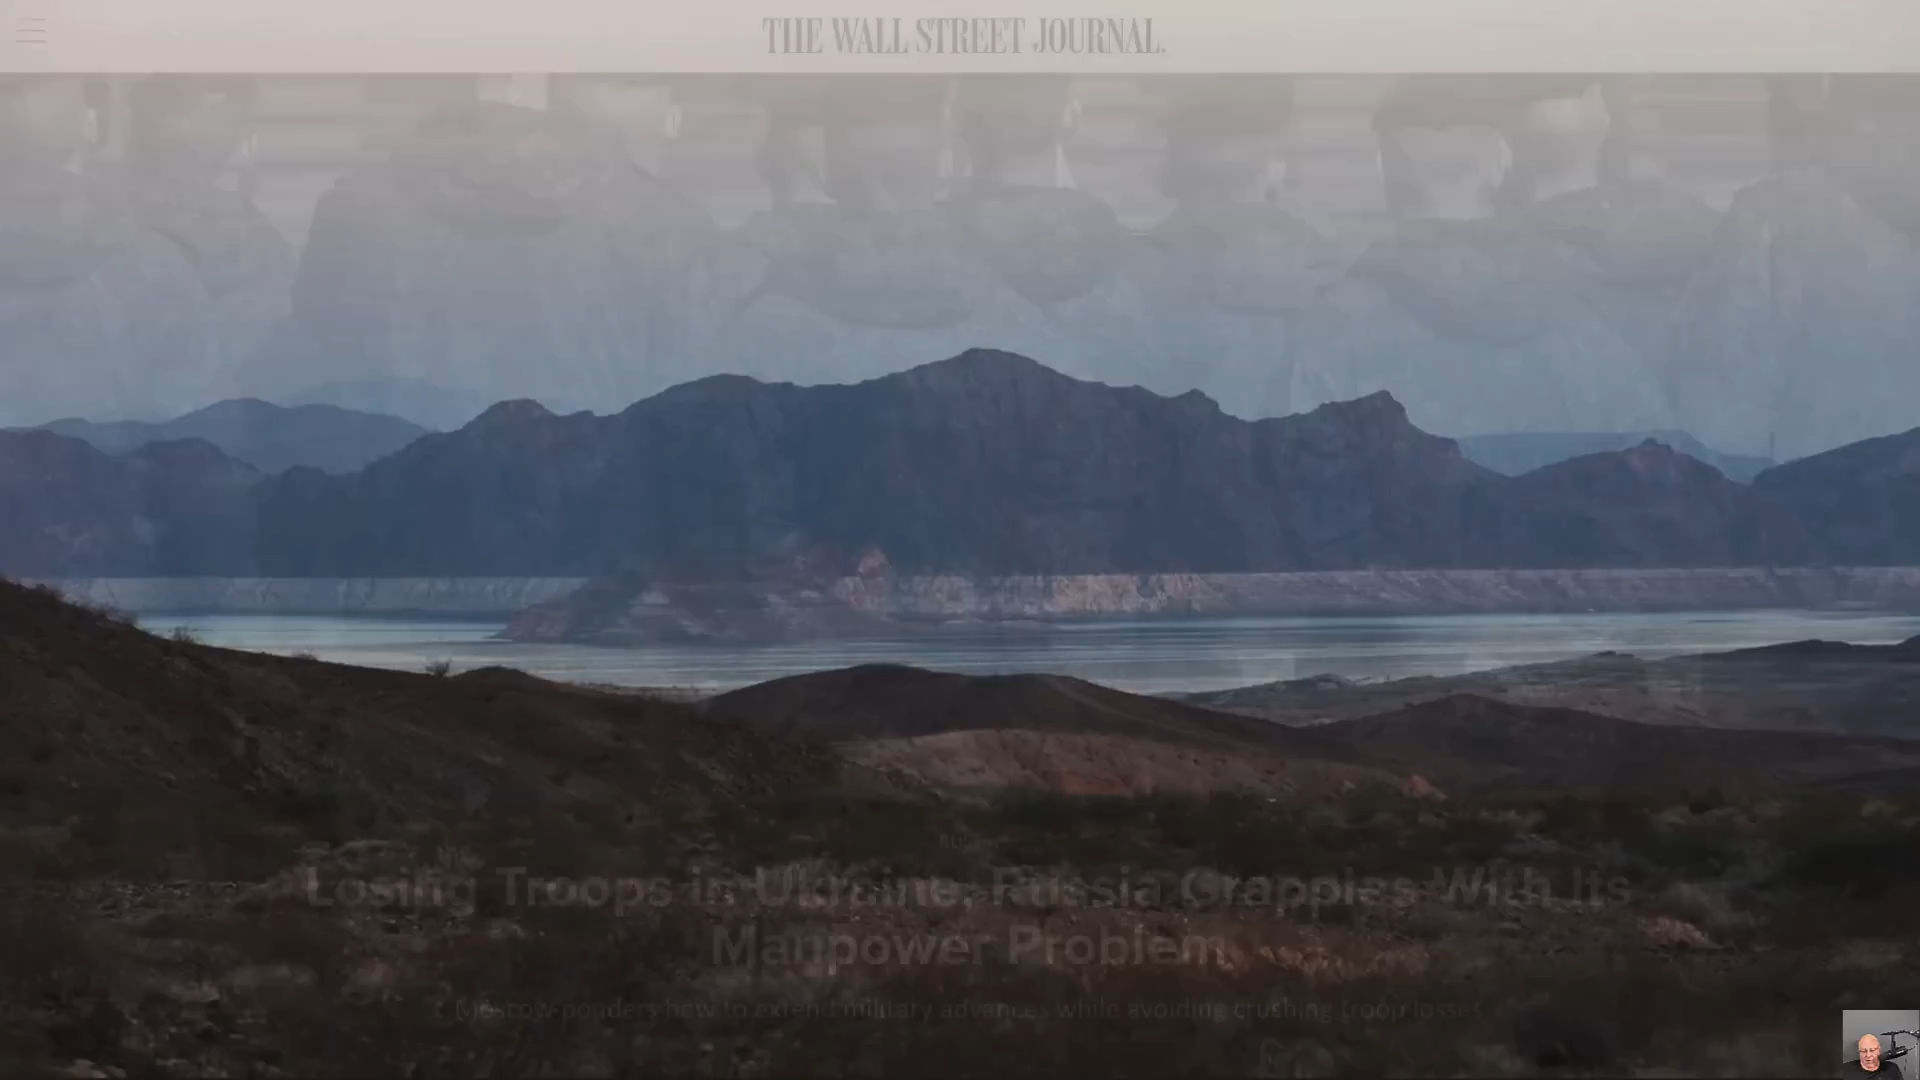 THE WALL STREET JOURNAL.
Losing Troops in Ukraine, Russia Grapples With Its
Manpower Problem
Moscow ponders how to extend military advances while avoiding crushing troop losses